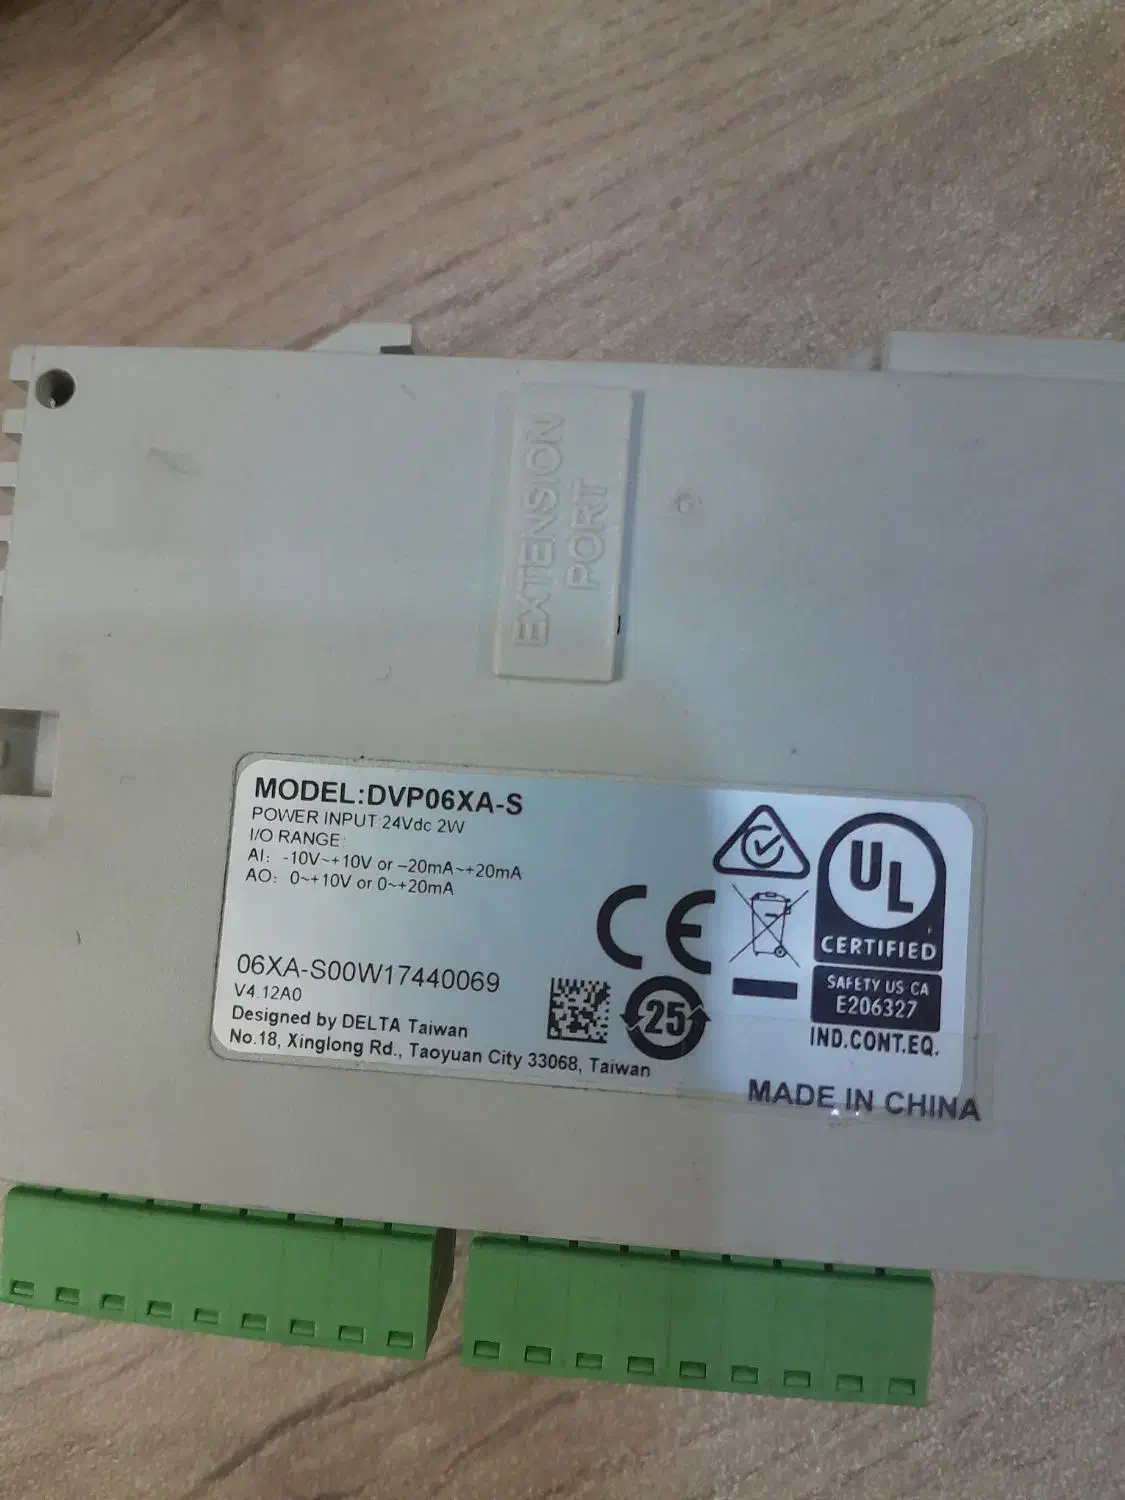 EXTENSION
PORT
MODEL:DVP06XA-S
POWER INPUT:24Vdc 2W
I/O RANGE:
AI: -10V~+10V or –20mA~+20mA
AO: 0~+10V or 0~+20mA
06XA-S00W17440069
V4.12A0
Designed by DELTA Taiwan
No.18, Xinglong Rd., Taoyuan City 33068, Taiwan
CE
25
UL
CERTIFIED
SAFETY US CA
E206327
IND.CONT.EQ.
MADE IN CHINA